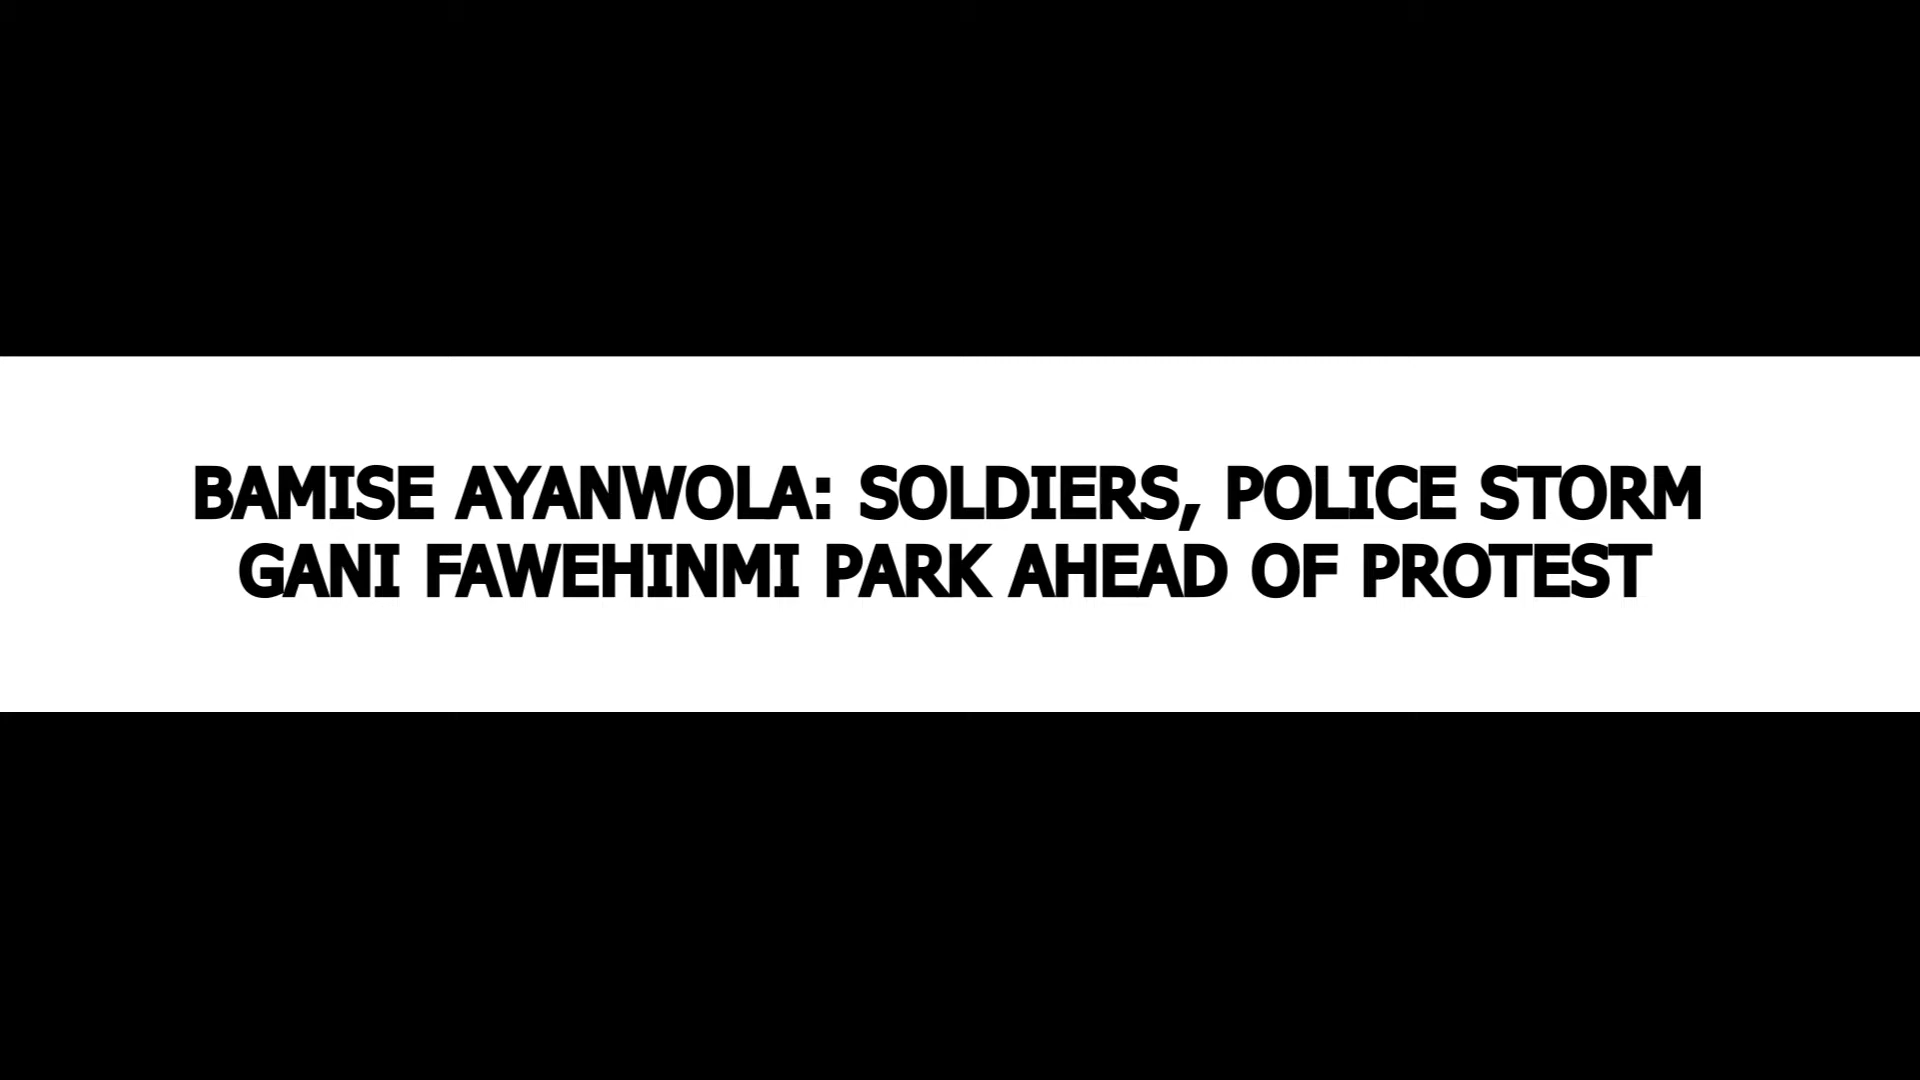 BAMISE AYANWOLA: SOLDIERS, POLICE STORM
GANI FAWEHINMI PARK AHEAD OF PROTEST